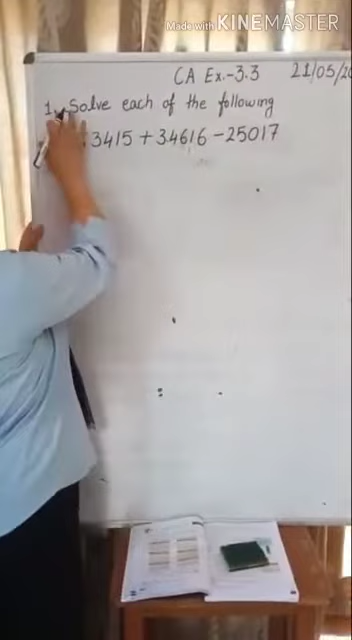 Made with KINEMASTER
CA Ex.-3.3 21/05/20
1. Solve each of the following
3415 + 34616 - 25017